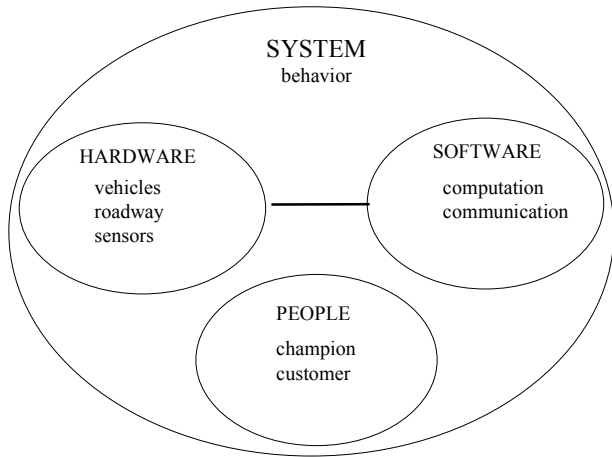 SYSTEM
behavior
HARDWARE
vehicles
roadway
sensors
SOFTWARE
computation
communication
PEOPLE
champion
customer